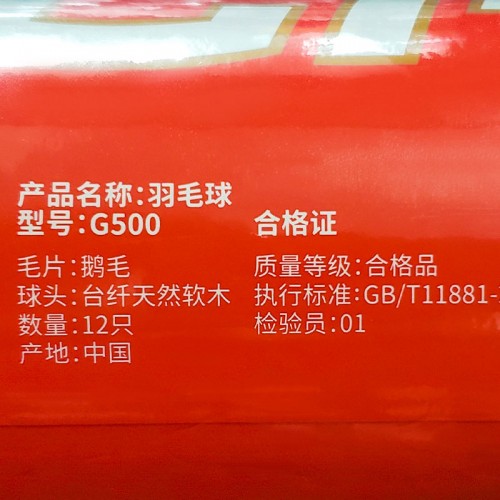 产品名称:羽毛球
型号:G500
毛片:鹅毛
球头:台纤天然软木
数量:12只
产地:中国
合格证
质量等级:合格品
执行标准:GB/T11881-
检验员:01